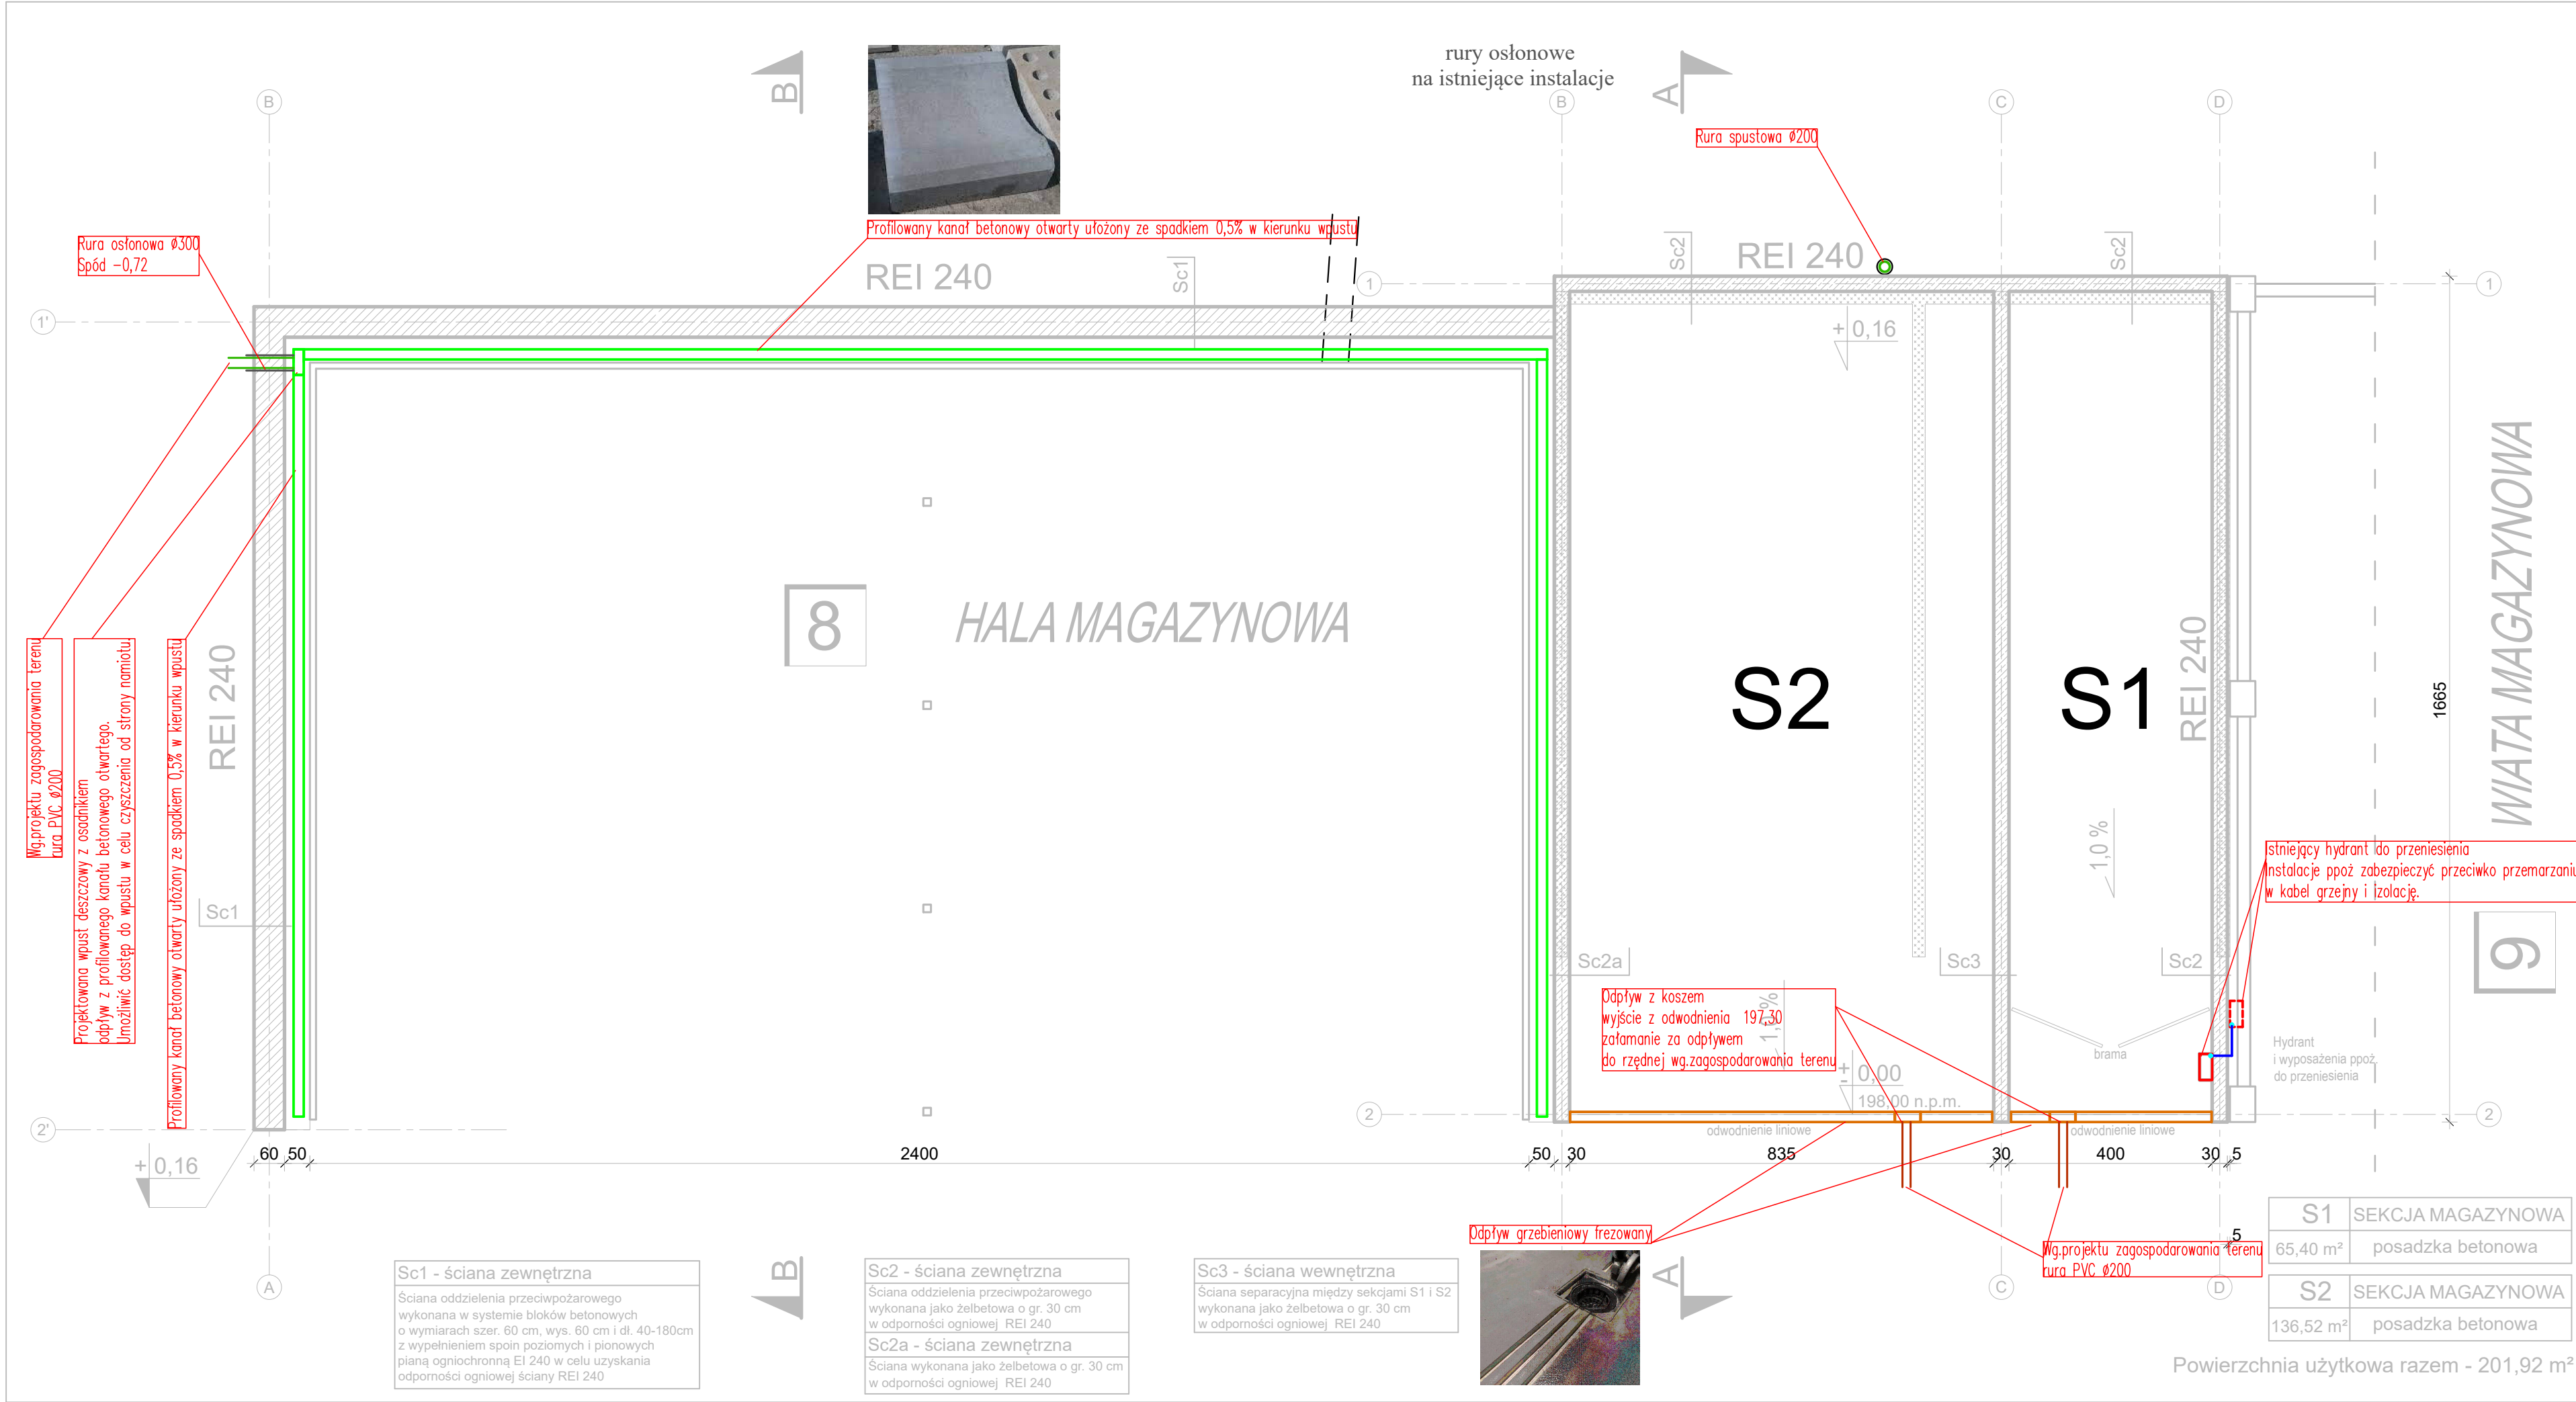 rury osłonowe
na istniejące instalacje
B
A
B
B
C
D
Rura spustowa Ø200
Rura osłonowa Ø300
Spód -0,72
Profilowany kanał betonowy otwarty ułożony ze spadkiem 0,5% w kierunku wpustu
REI 240
Sc1
Sc2
REI 240
Sc2
1
1
1'
+ 0,16
8
HALA MAGAZYNOWA
S2
S1
REI 240
REI 240
1665
WIATA MAGAZYNOWA
9
Wg.projektu zagospodarowania terenu
rura PVC Ø200
Projektowana wpust deszczowy z osadnikiem
odpływ z profilowanego kanału betonowego otwartego.
Umożliwić dostęp do wpustu w celu czyszczenia od strony namiotu.
Profilowany kanał betonowy otwarty ułożony ze spadkiem 0,5% w kierunku wpustu
Sc1
1,0 %
Istniejący hydrant do przeniesienia
Instalacje ppoż zabezpieczyć przeciwko przemarzaniu
w kabel grzejny i izolację.
Sc2a
Sc3
Sc2
Odpływ z koszem
wyjście z odwodnienia 197,30
załamanie za odpływem
do rzędnej wg.zagospodarowania terenu
1,0 %
brama
Hydrant
i wyposażenia ppoż.
do przeniesienia
+
- 0,00
198,00 n.p.m.
2'
2
2
odwodnienie liniowe
odwodnienie liniowe
60 50 2400 50 30 835 30 400 30 5
+ 0,16
Odpływ grzebieniowy frezowany
5
Wg.projektu zagospodarowania terenu
rura PVC Ø200
A
B
A
C
D
Sc1 - ściana zewnętrzna
Ściana oddzielenia przeciwpożarowego
wykonana w systemie bloków betonowych
o wymiarach szer. 60 cm, wys. 60 cm i dł. 40-180cm
z wypełnieniem spoin poziomych i pionowych
pianą ogniochronną EI 240 w celu uzyskania
odporności ogniowej ściany REI 240
Sc2 - ściana zewnętrzna
Ściana oddzielenia przeciwpożarowego
wykonana jako żelbetowa o gr. 30 cm
w odporności ogniowej REI 240
Sc2a - ściana zewnętrzna
Ściana wykonana jako żelbetowa o gr. 30 cm
w odporności ogniowej REI 240
Sc3 - ściana wewnętrzna
Ściana separacyjna między sekcjami S1 i S2
wykonana jako żelbetowa o gr. 30 cm
w odporności ogniowej REI 240
S1 SEKCJA MAGAZYNOWA
65,40 m² posadzka betonowa
S2 SEKCJA MAGAZYNOWA
136,52 m² posadzka betonowa
Powierzchnia użytkowa razem - 201,92 m²